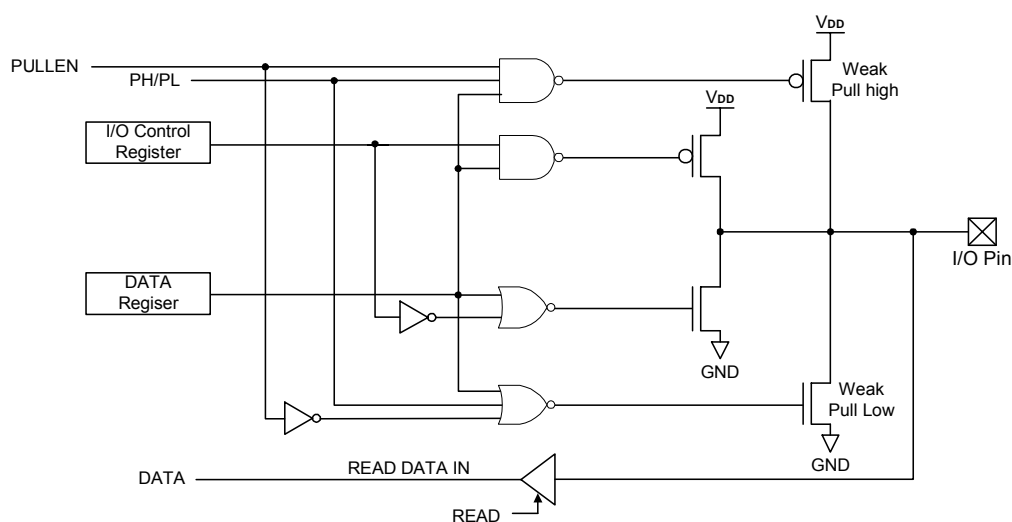 VDD
PULLEN
PH/PL
Weak
Pull high
VDD
I/O Control
Register
I/O Pin
DATA
Regiser
GND
Weak
Pull Low
GND
DATA
READ DATA IN
READ